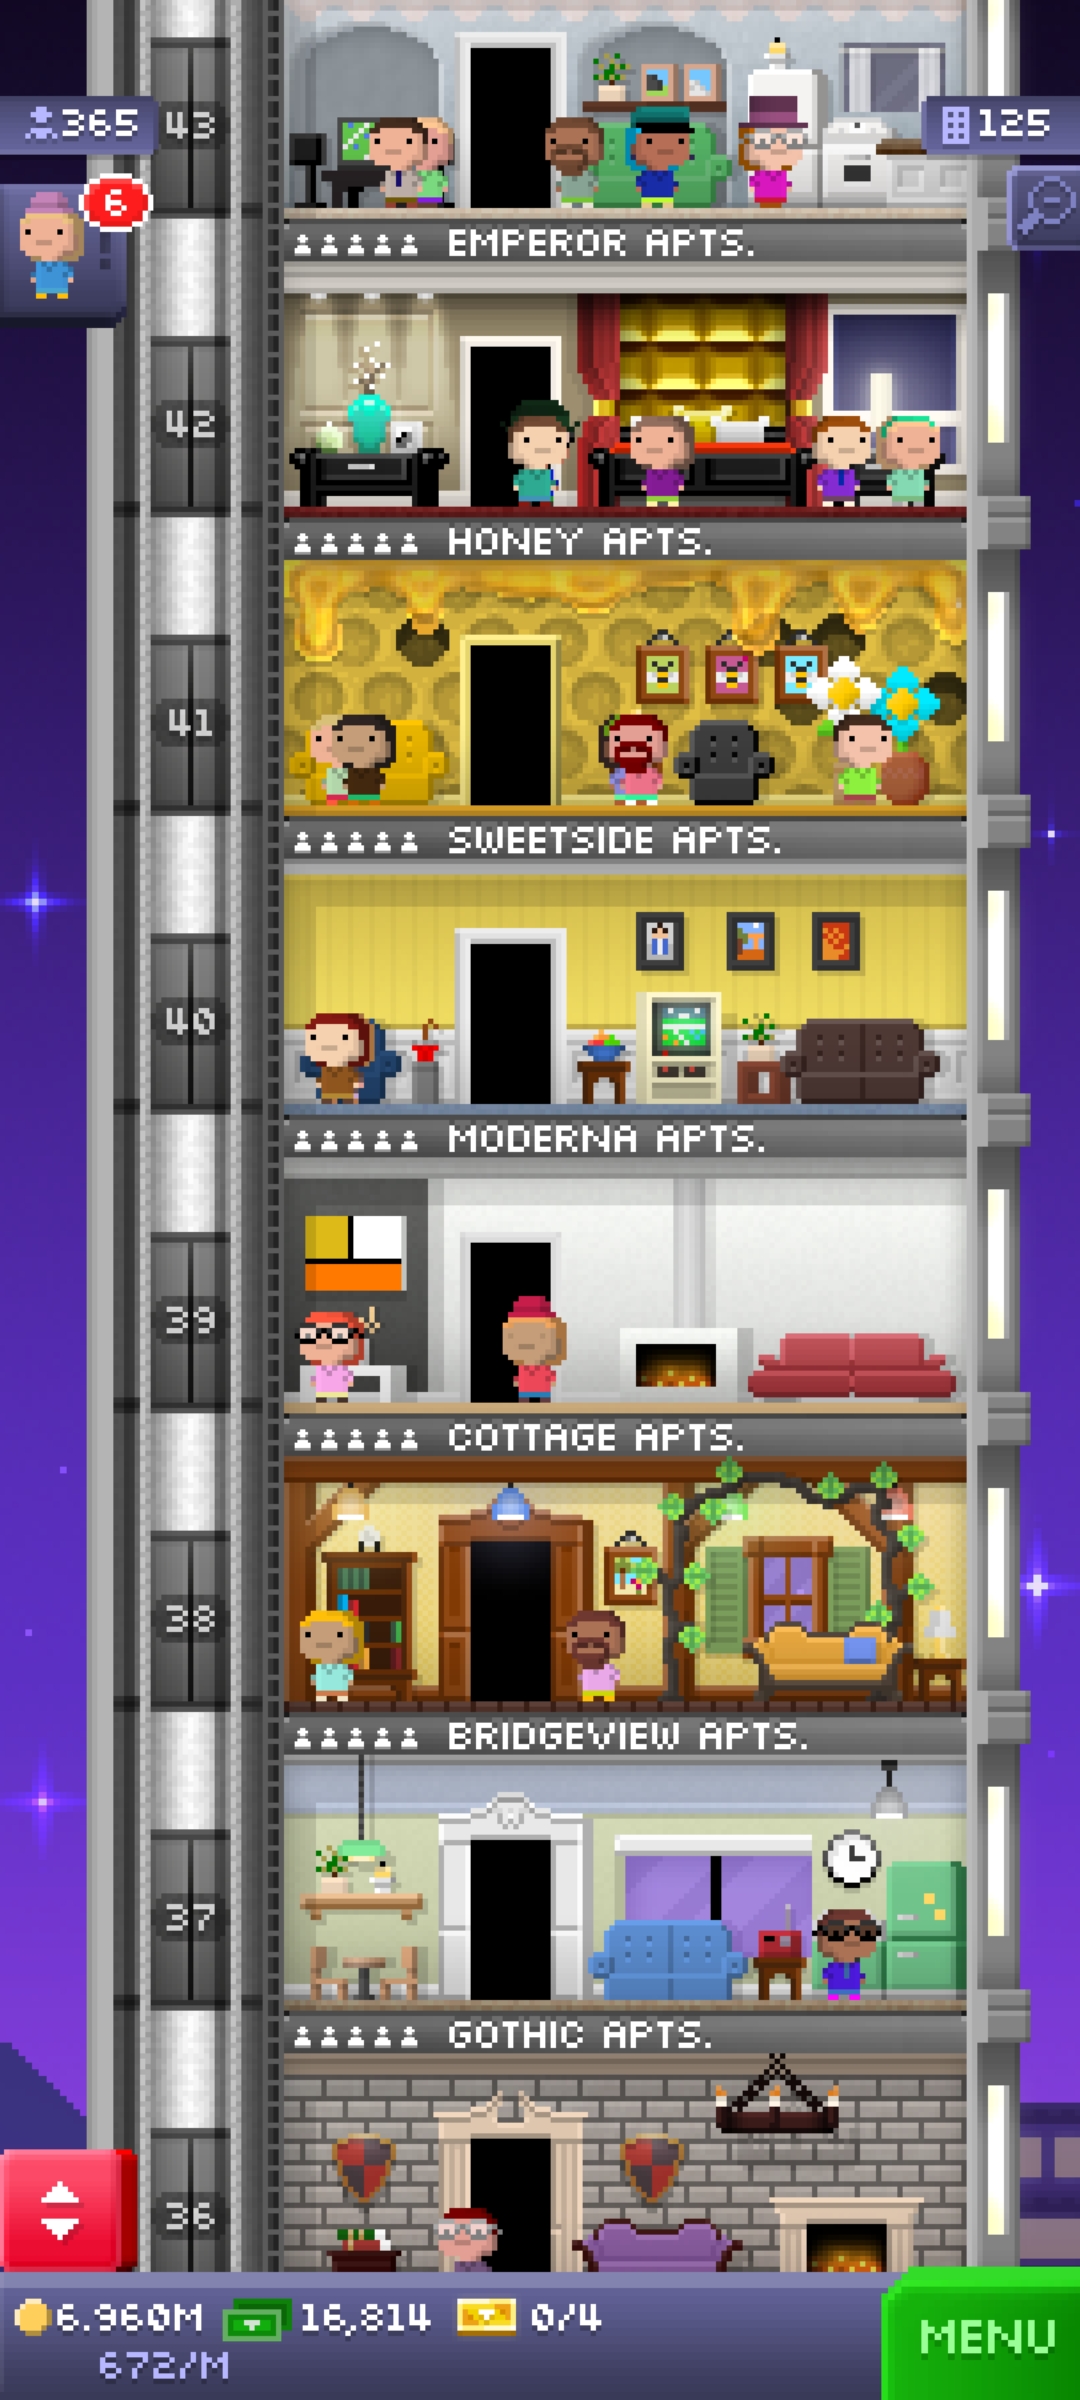 365
43
125
6
EMPEROR APTS.
42
HONEY APTS.
41
SWEETSIDE APTS.
40
MODERNA APTS.
39
COTTAGE APTS.
38
BRIDGEVIEW APTS.
37
GOTHIC APTS.
36
6.960M 16,814 0/4
672/M
MENU